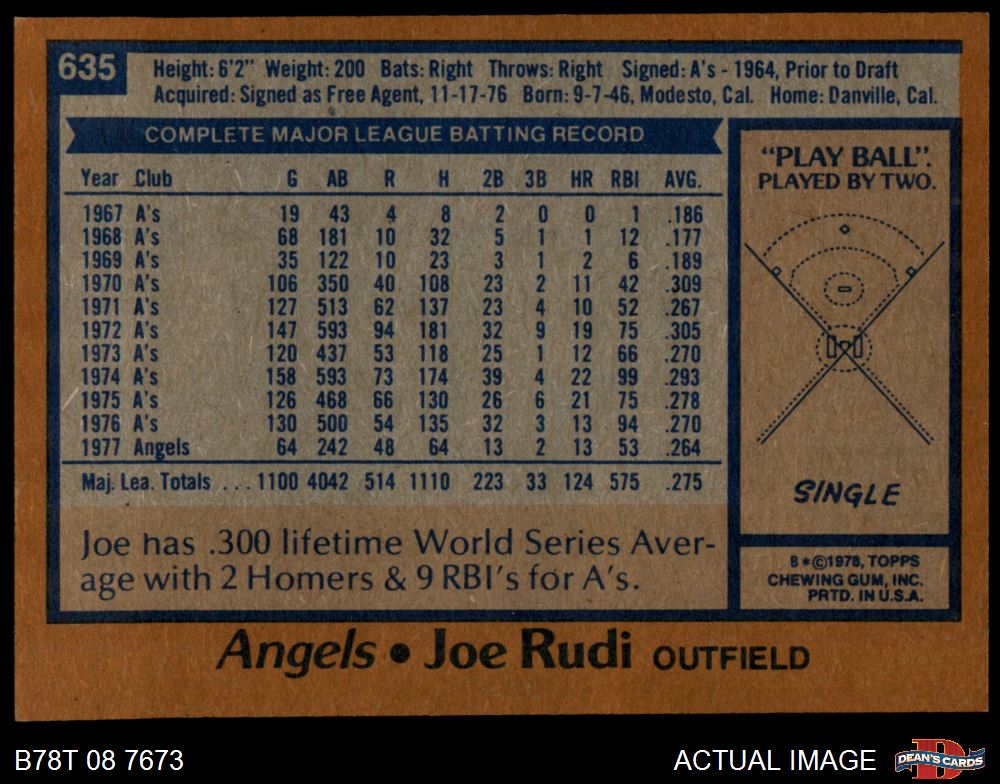 635
Height: 6'2" Weight: 200 Bats: Right Throws: Right Signed: A's - 1964, Prior to Draft
Acquired: Signed as Free Agent, 11-17-76 Born: 9-7-46, Modesto, Cal. Home: Danville, Cal.
COMPLETE MAJOR LEAGUE BATTING RECORD
Year Club G AB R H 2B 3B HR RBI AVG.
1967 A's 19 43 4 8 2 0 0 1 .186
1968 A's 68 181 10 32 5 1 1 12 .177
1969 A's 35 122 10 23 3 1 2 6 .189
1970 A's 106 350 40 108 23 2 11 42 .309
1971 A's 127 513 62 137 23 4 10 52 .267
1972 A's 147 593 94 181 32 9 19 75 .305
1973 A's 120 437 53 118 25 1 12 66 .270
1974 A's 158 593 73 174 39 4 22 99 .293
1975 A's 126 468 66 130 26 6 21 75 .278
1976 A's 130 500 54 135 32 3 13 94 .270
1977 Angels 64 242 48 64 13 2 13 53 .264
Maj. Lea. Totals . . . 1100 4042 514 1110 223 33 124 575 .275
Joe has .300 lifetime World Series Aver-
age with 2 Homers & 9 RBI's for A's.
"PLAY BALL".
PLAYED BY TWO.
SINGLE
B*©1978, TOPPS
CHEWING GUM, INC.
PRTD. IN U.S.A.
Angels • Joe Rudi OUTFIELD
B78T 08 7673
ACTUAL IMAGE
D
DEAN'S CARDS